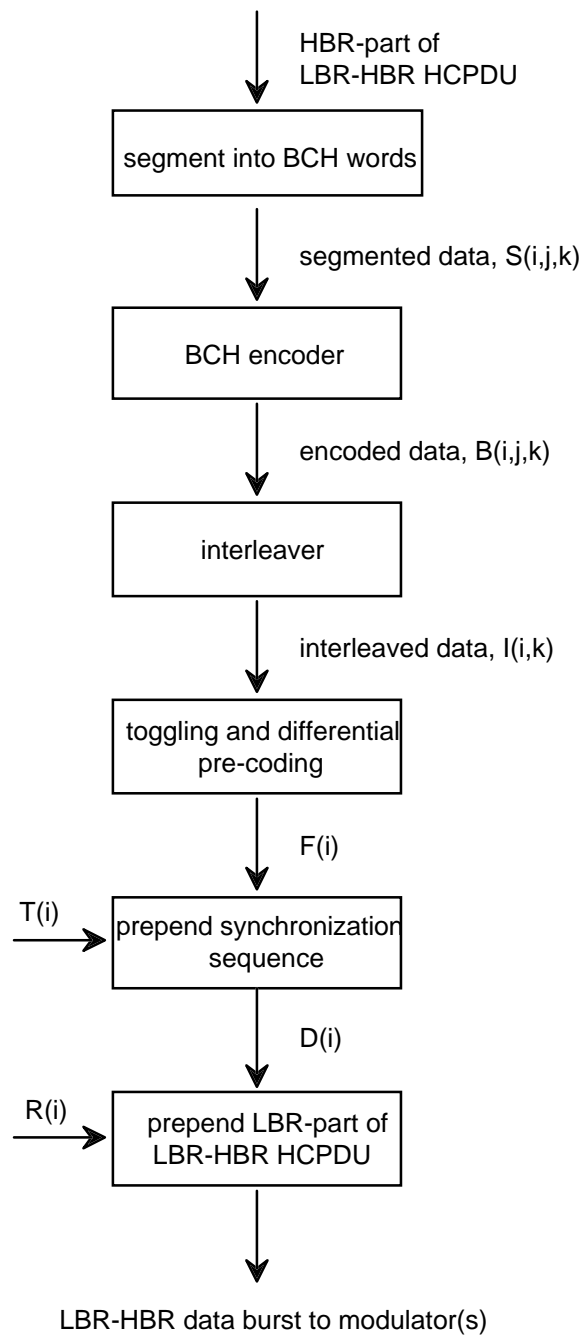 HBR-part of
LBR-HBR HCPDU
segment into BCH words
segmented data, S(i,j,k)
BCH encoder
encoded data, B(i,j,k)
interleaver
interleaved data, I(i,k)
toggling and differential
pre-coding
F(i)
T(i)
prepend synchronization
sequence
D(i)
R(i)
prepend LBR-part of
LBR-HBR HCPDU
LBR-HBR data burst to modulator(s)